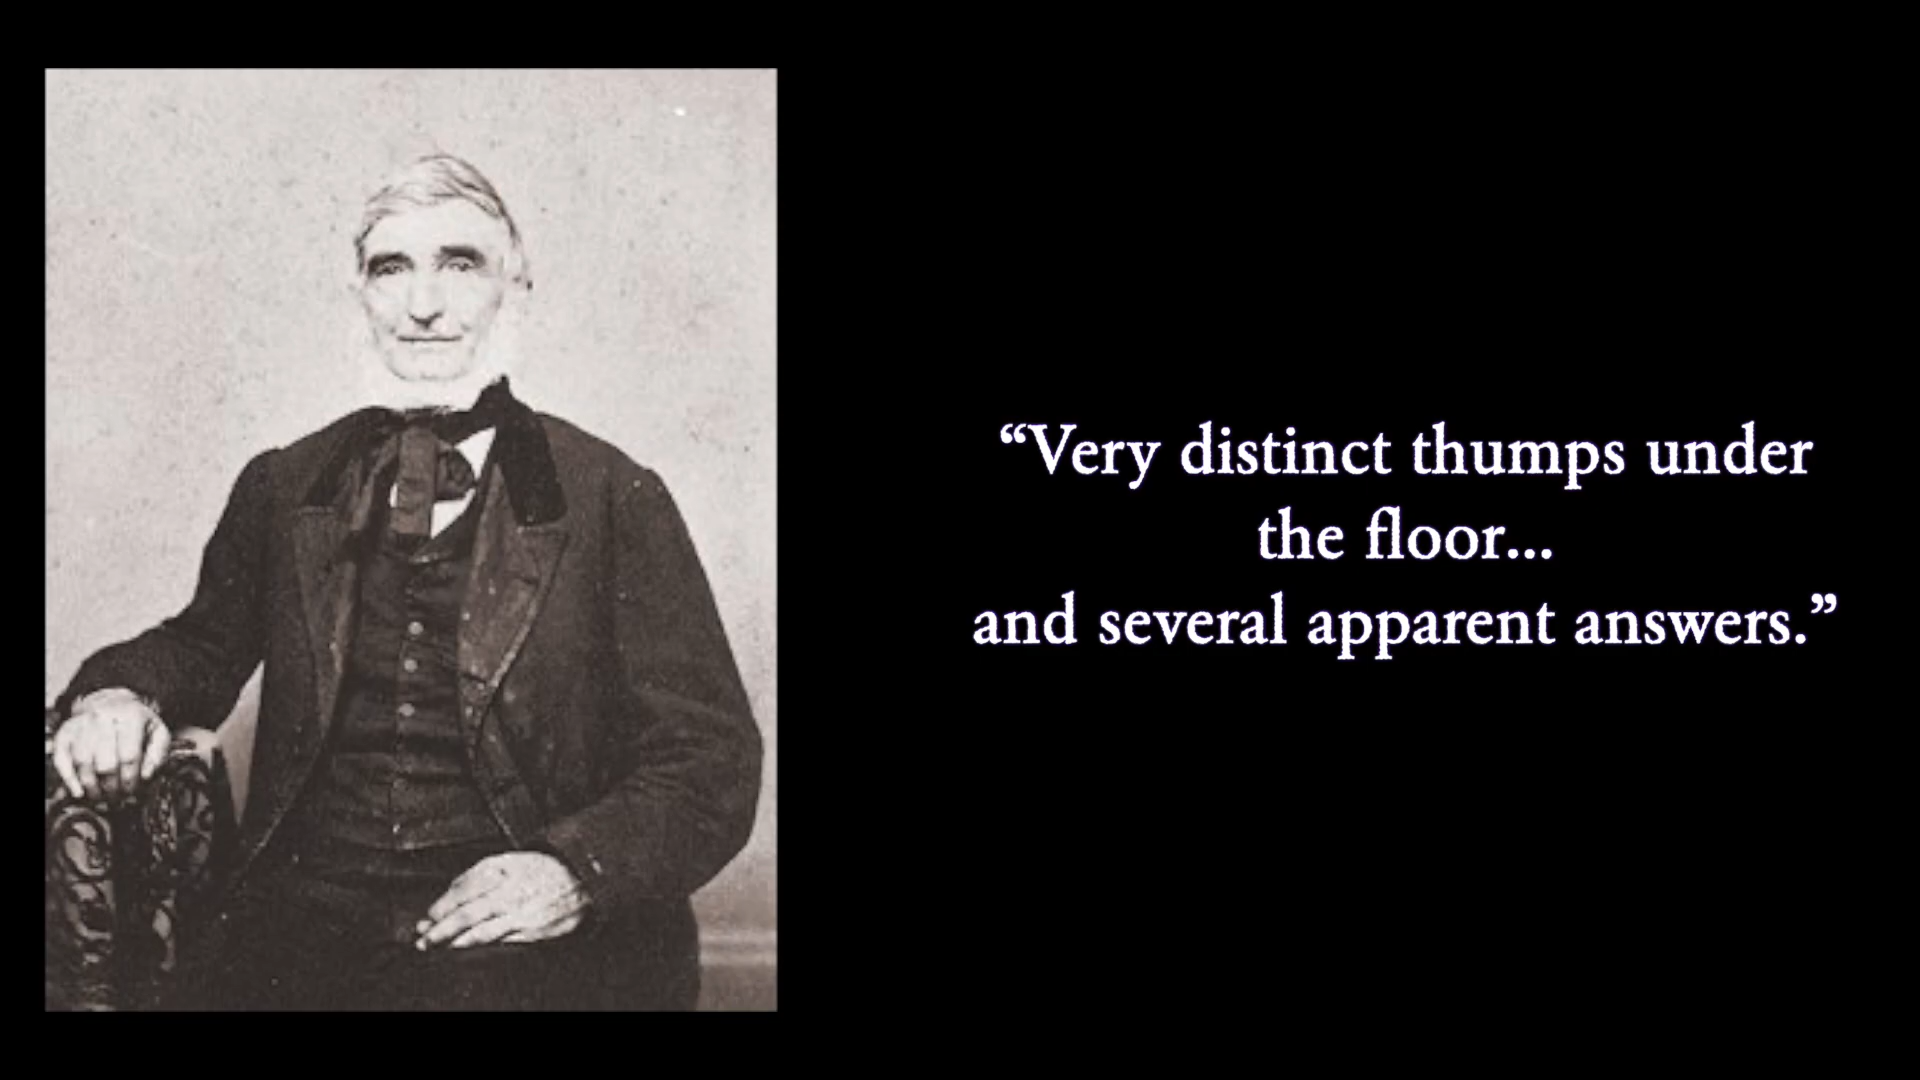 “Very distinct thumps under
the floor...
and several apparent answers.”